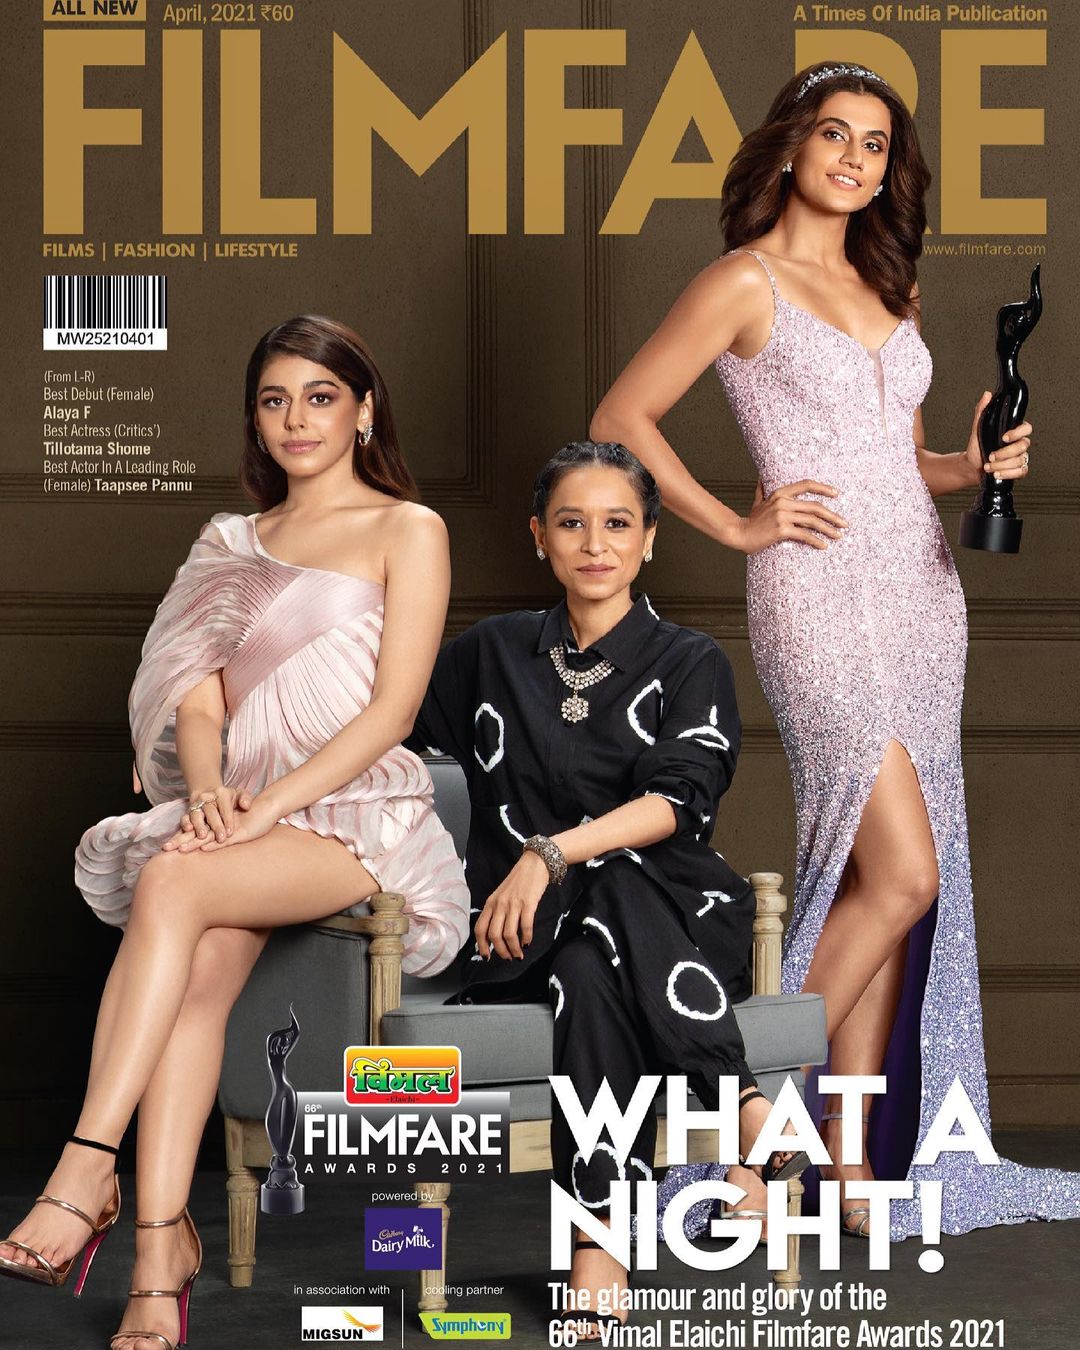 ALL NEW
April, 2021 ₹60
A Times Of India Publication
FILMFARE
FILMS | FASHION | LIFESTYLE
www.filmfare.com
MW25210401
(From L-R)
Best Debut (Female)
Alaya F
Best Actress (Critics')
Tillotama Shome
Best Actor In A Leading Role
(Female) Taapsee Pannu
विमल
Elaichi
66th
FILMFARE
AWARDS 2021
powered by
Cadbury
Dairy Milk
in association with
MIGSUN
cooling partner
Symphony
WHAT A
NIGHT!
The glamour and glory of the
66th Vimal Elaichi Filmfare Awards 2021